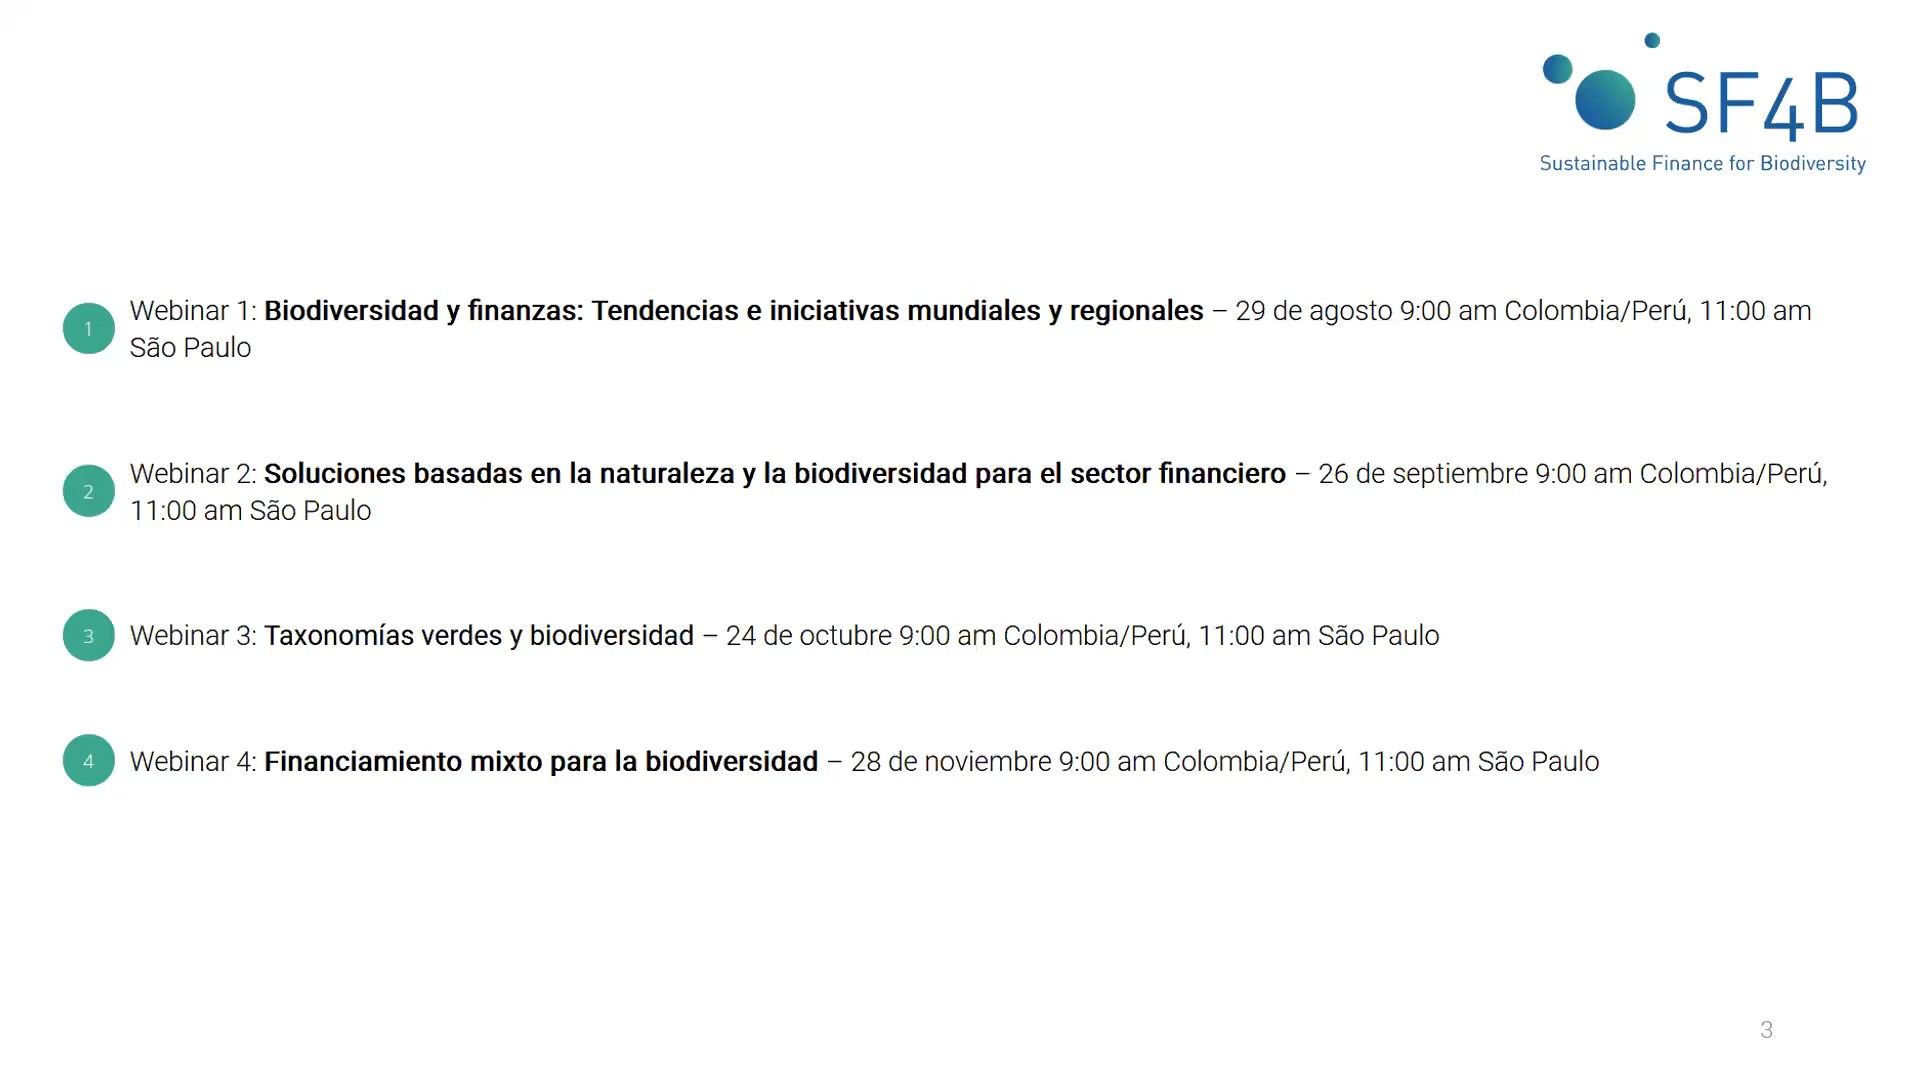 SF4B
Sustainable Finance for Biodiversity
1
Webinar 1: Biodiversidad y finanzas: Tendencias e iniciativas mundiales y regionales – 29 de agosto 9:00 am Colombia/Perú, 11:00 am
São Paulo
2
Webinar 2: Soluciones basadas en la naturaleza y la biodiversidad para el sector financiero – 26 de septiembre 9:00 am Colombia/Perú,
11:00 am São Paulo
3
Webinar 3: Taxonomías verdes y biodiversidad – 24 de octubre 9:00 am Colombia/Perú, 11:00 am São Paulo
4
Webinar 4: Financiamiento mixto para la biodiversidad – 28 de noviembre 9:00 am Colombia/Perú, 11:00 am São Paulo
3